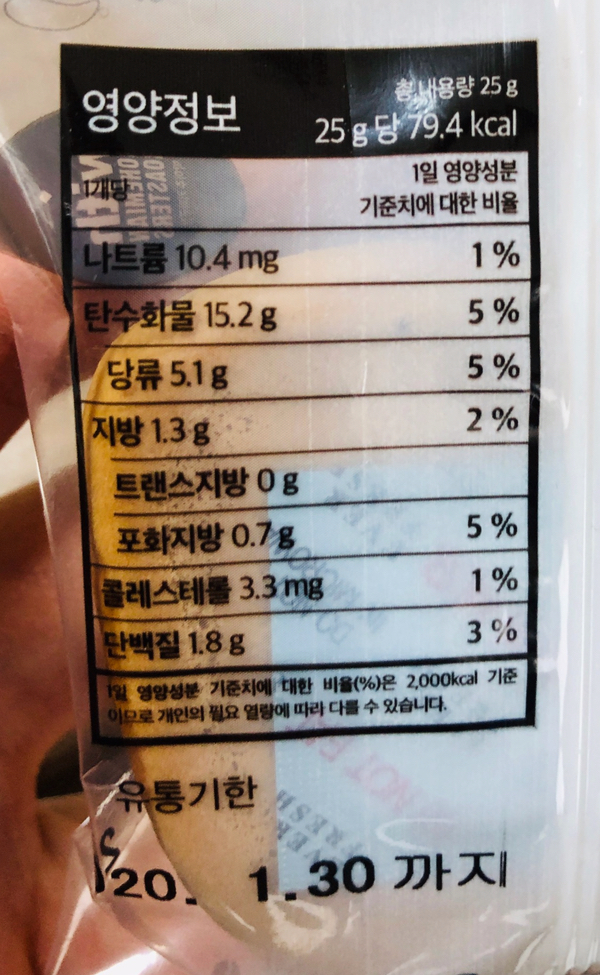 영양정보
총 내용량 25 g
25 g 당 79.4 kcal
1개당
1일 영양성분
기준치에 대한 비율
나트륨 10.4 mg 1 %
탄수화물 15.2 g 5 %
당류 5.1 g 5 %
지방 1.3 g 2 %
트랜스지방 0 g
포화지방 0.7 g 5 %
콜레스테롤 3.3 mg 1 %
단백질 1.8 g 3 %
1일 영양성분 기준치에 대한 비율(%)은 2,000kcal 기준
이므로 개인의 필요 열량에 따라 다를 수 있습니다.
유통기한
20. 1.30 까지
NOT E
FRESH